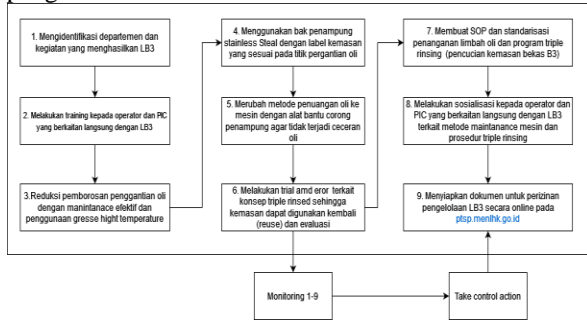 1. Mengidentifikasi departemen dan
kegiatan yang menghasilkan LB3
2. Melakukan training kepada operator dan PIC
yang berkaitan langsung dengan LB3
3.Reduksi pemborosan penggantian oli
dengan manintance efektif dan
penggunaan gresse hight temperature
4. Menggunakan bak penampung
stainless Steal dengan label kemasan
yang sesuai pada titik pergantian oli
5. Merubah metode penuangan oli ke
mesin dengan alat bantu corong
penampung agar tidak terjadi ceceran
oli
6. Melakukan trial amd eror terkait
konsep triple rinsed sehingga
kemasan dapat digunakan kembali
(reuse) dan evaluasi
7. Membuat SOP dan standarisasi
penanganan limbah oli dan program triple
rinsing (pencucian kemasan bekas B3)
8. Melakukan sosialisasi kepada operator dan
PIC yang berkaitan langsung dengan LB3
terkait metode maintanance mesin dan
prosedur triple rinsing
9. Menyiapkan dokumen untuk perizinan
pengelolaan LB3 secara online pada
ptsp.menlhk.go.id
Monitoring 1-9
Take control action